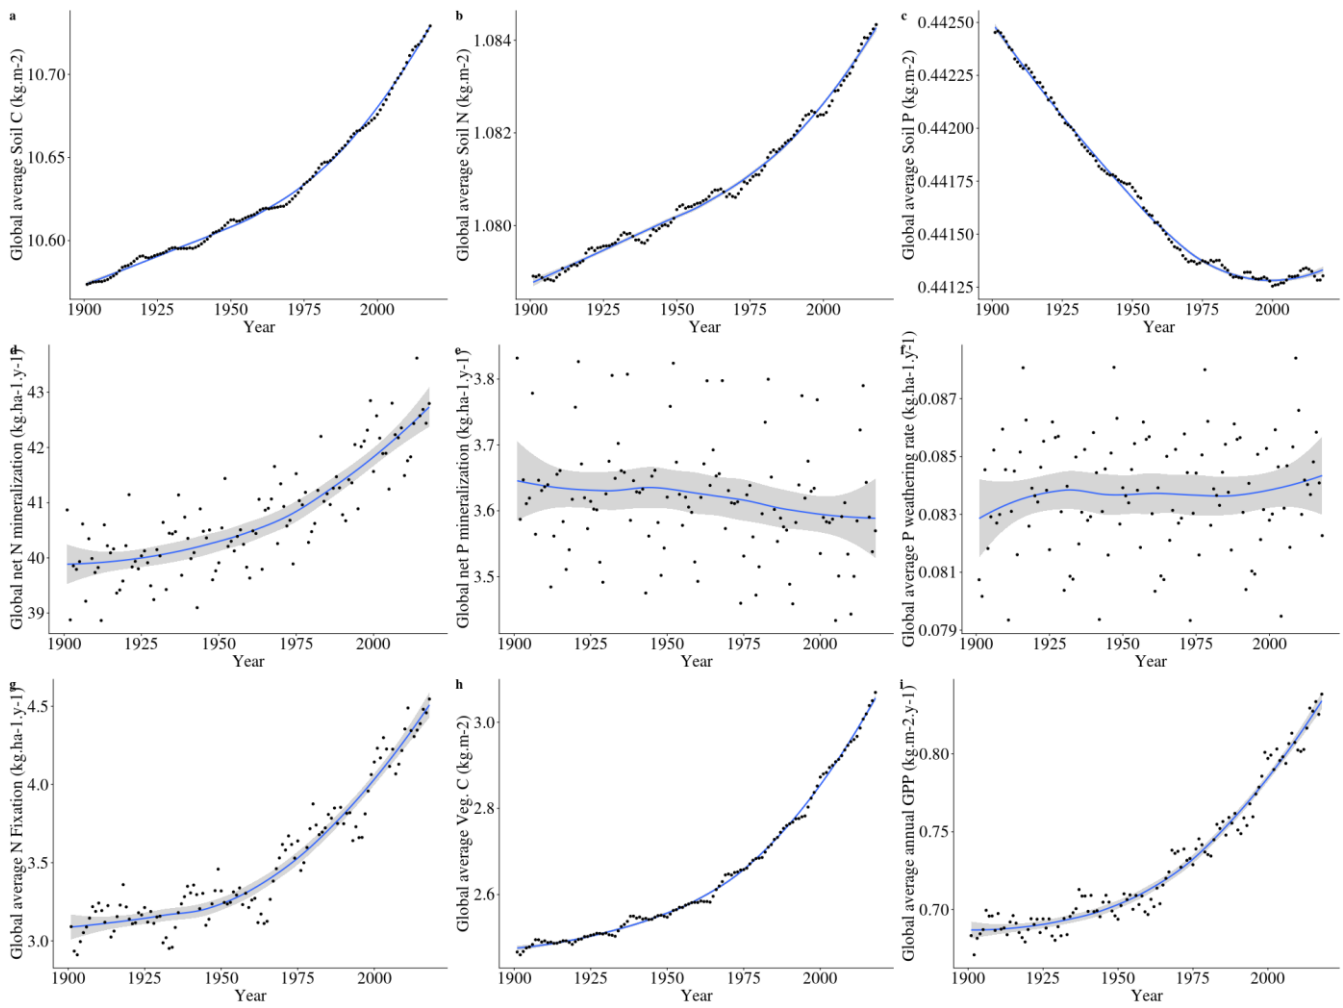 a
Global average Soil C (kg.m-2)
10.70
10.65
10.60
1900 1925 1950 1975 2000
Year
b
Global average Soil N (kg.m-2)
1.084
1.082
1.080
1900 1925 1950 1975 2000
Year
c
Global average Soil P (kg.m-2)
0.44250
0.44225
0.44200
0.44175
0.44150
0.44125
1900 1925 1950 1975 2000
Year
Global net N mineralization (kg.ha-1.y-1)
43
42
41
40
39
1900 1925 1950 1975 2000
Year
e
Global net P mineralization (kg.ha-1.y-1)
3.8
3.7
3.6
3.5
1900 1925 1950 1975 2000
Year
f
Global average P weathering rate (kg.ha-1.y-1)
0.087
0.085
0.083
0.081
0.079
1900 1925 1950 1975 2000
Year
g
Global average N Fixation (kg.ha-1.y-1)
4.5
4.0
3.5
3.0
1900 1925 1950 1975 2000
Year
h
Global average Veg. C (kg.m-2)
3.0
2.8
2.6
1900 1925 1950 1975 2000
Year
i
Global average annual GPP (kg.m-2.y-1)
0.80
0.75
0.70
1900 1925 1950 1975 2000
Year